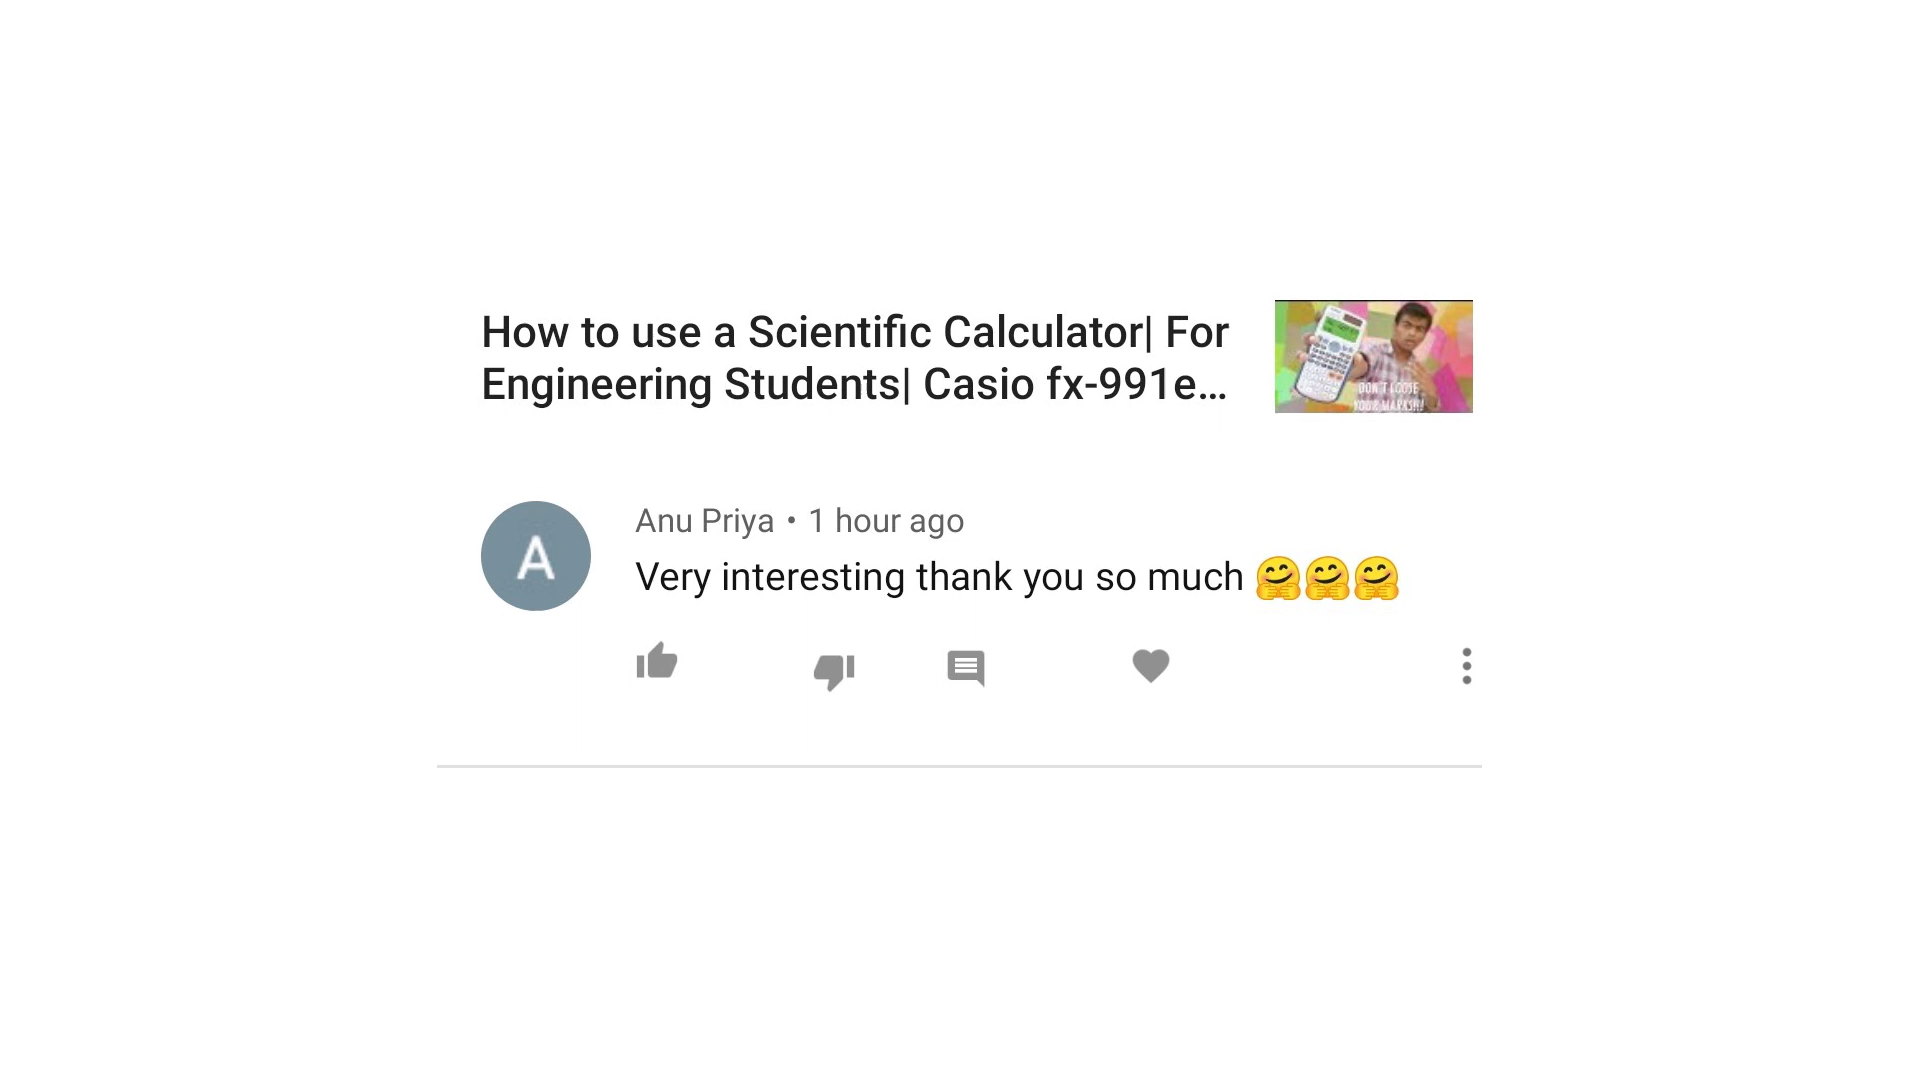 How to use a Scientific Calculator| For
Engineering Students| Casio fx-991e...
DON'T LOOSE
YOUR MARKS!!!
A
Anu Priya • 1 hour ago
Very interesting thank you so much 🤗🤗🤗